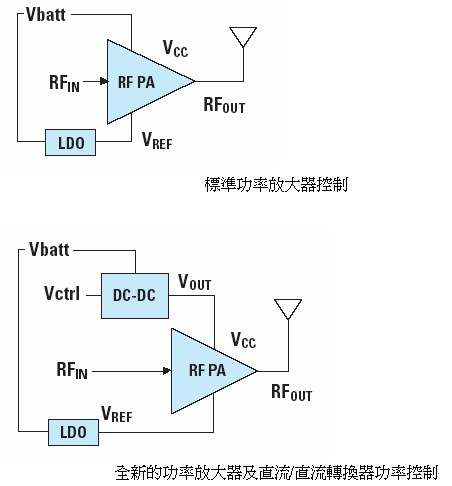 Vbatt
VCC
RFIN
RF PA
RFOUT
LDO
VREF
標準功率放大器控制
Vbatt
Vctrl
DC-DC
VOUT
VCC
RFIN
RF PA
RFOUT
VREF
LDO
全新的功率放大器及直流/直流轉換器功率控制